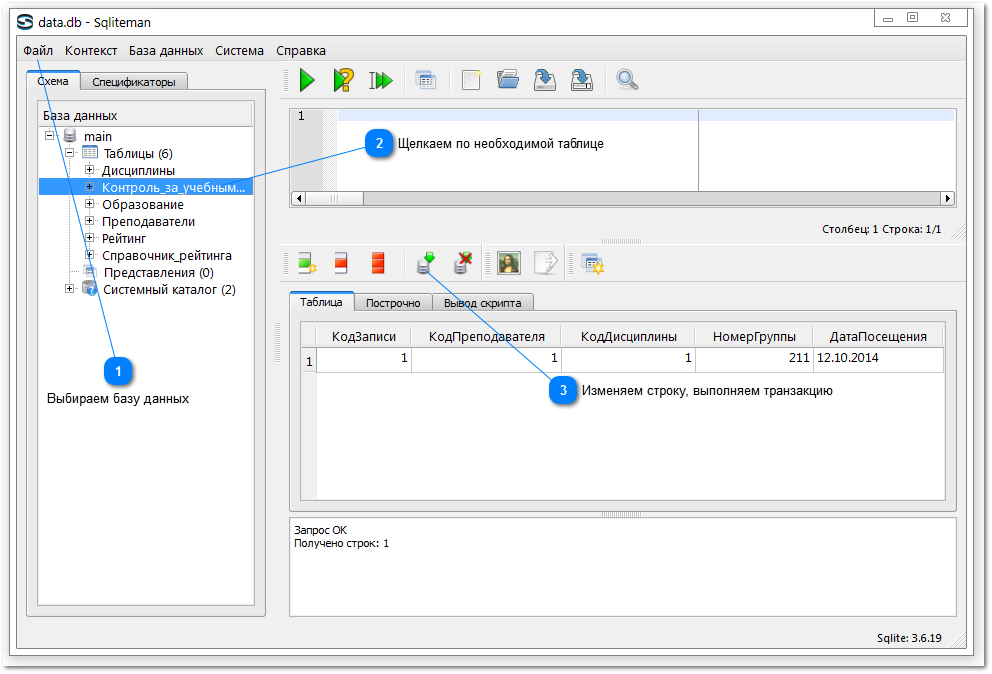 data.db - Sqliteman
Файл Контекст База данных Система Справка
Схема Спецификаторы
База данных
main
Таблицы (6)
Дисциплины
Контроль_за_учебным...
Образование
Преподаватели
Рейтинг
Справочник_рейтинга
Представления (0)
Системный каталог (2)
1
Выбираем базу данных
1
2 Щелкаем по необходимой таблице
Столбец: 1 Строка: 1/1
Таблица Построчно Вывод скрипта
КодЗаписи КодПреподавателя КодДисциплины НомерГруппы ДатаПосещения
1 1 1 1 211 12.10.2014
3 Изменяем строку, выполняем транзакцию
Запрос OK
Получено строк: 1
Sqlite: 3.6.19